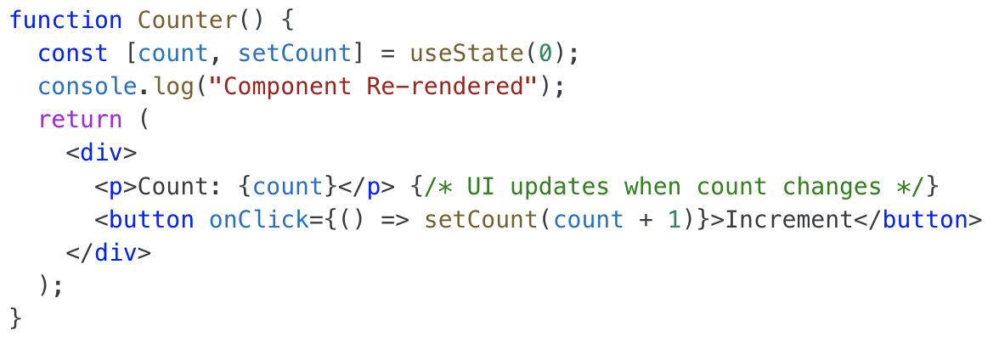 function Counter() {
  const [count, setCount] = useState(0);
  console.log("Component Re-rendered");
  return (
    <div>
      <p>Count: {count}</p> {/* UI updates when count changes */}
      <button onClick={() => setCount(count + 1)}>Increment</button>
    </div>
  );
}